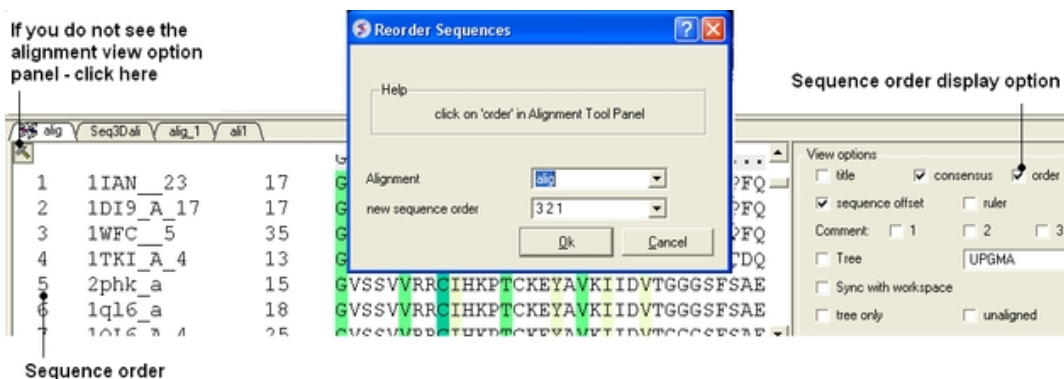 If you do not see the
alignment view option
panel - click here
Reorder Sequences
Help
click on 'order' in Alignment Tool Panel
Alignment
alig
new sequence order
3 2 1
Ok
Cancel
Sequence order display option
alig
Seq3Dali
alig_1
ali1
1 1IAN__23 17 G PFQ
2 1DI9_A_17 17 G PFQ
3 1WFC__5 35 G PFQ
4 1TKI_A_4 13 G TDQ
5 2phk_a 15 GVSSVVRRCIHKPTCKEYAVKIIDVTGGGSFSAE
6 1ql6_a 18 GVSSVVRRCIHKPTCKEYAVKIIDVTGGGSFSAE
View options
title
consensus
order
sequence offset
ruler
Comment: 1 2 3
Tree
UPGMA
Sync with workspace
tree only
unaligned
Sequence order